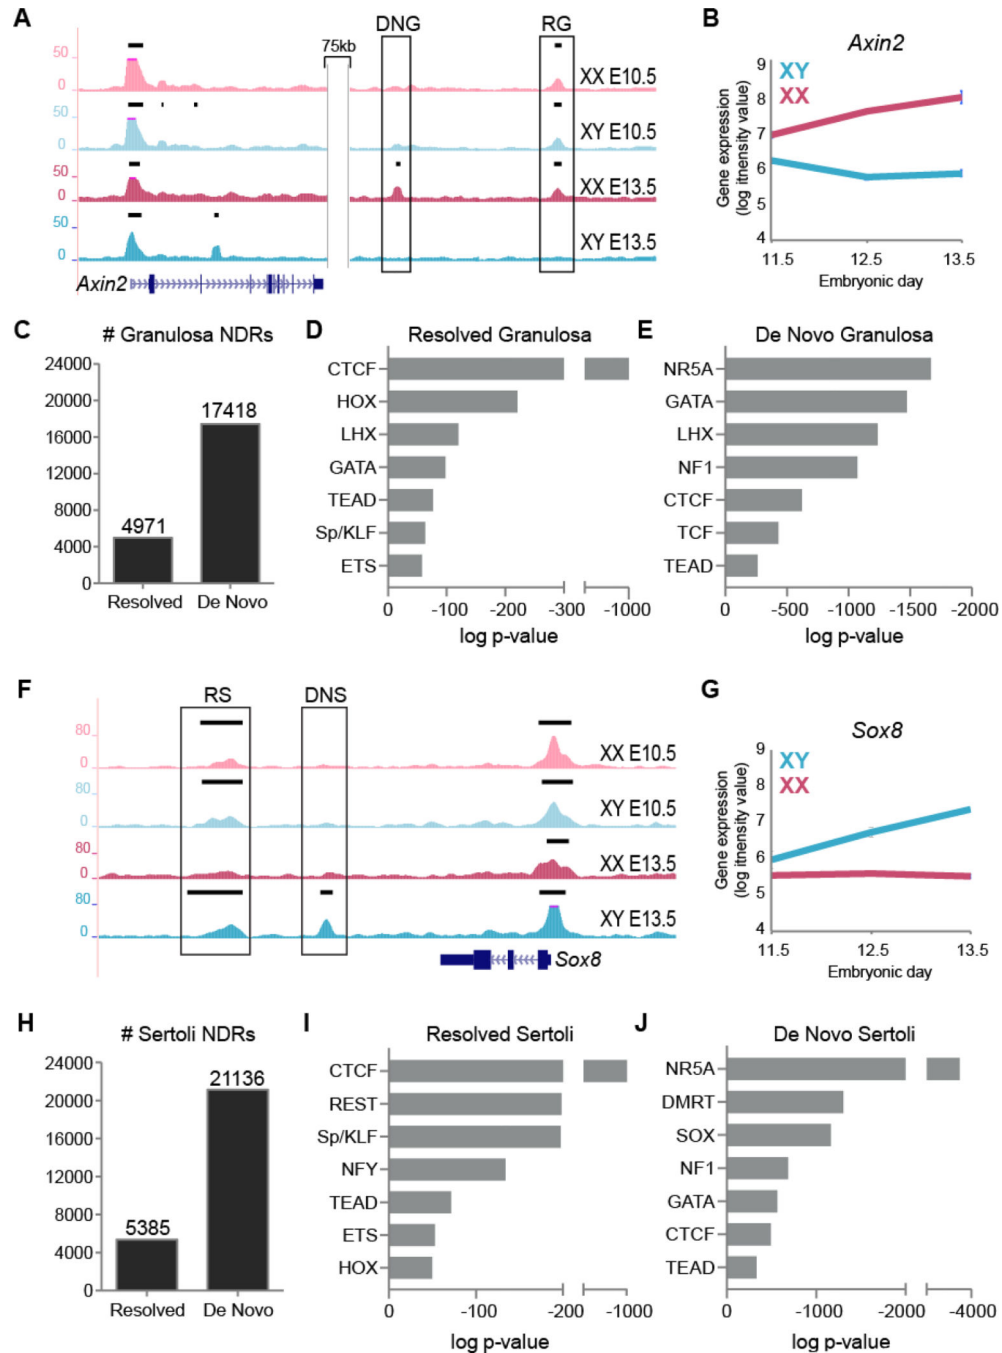 A
DNG
RG
75kb
50
0
XX E10.5
50
0
XY E10.5
50
0
XX E13.5
50
0
XY E13.5
Axin2
B
Axin2
XY
XX
Gene expression
(log itnensity value)
9
8
7
6
5
4
11.5 12.5 13.5
Embryonic day
C
# Granulosa NDRs
24000
20000
16000
12000
8000
4000
0
4971
17418
Resolved De Novo
D
Resolved Granulosa
CTCF
HOX
LHX
GATA
TEAD
Sp/KLF
ETS
0 -100 -200 -300 -1000
log p-value
E
De Novo Granulosa
NR5A
GATA
LHX
NF1
CTCF
TCF
TEAD
0 -500 -1000 -1500 -2000
log p-value
F
RS
DNS
80
0
XX E10.5
80
0
XY E10.5
80
0
XX E13.5
80
0
XY E13.5
Sox8
G
Sox8
XY
XX
Gene expression
(log itnensity value)
9
8
7
6
5
4
11.5 12.5 13.5
Embryonic day
H
# Sertoli NDRs
24000
20000
16000
12000
8000
4000
0
5385
21136
Resolved De Novo
I
Resolved Sertoli
CTCF
REST
Sp/KLF
NFY
TEAD
ETS
HOX
0 -100 -200 -1000
log p-value
J
De Novo Sertoli
NR5A
DMRT
SOX
NF1
GATA
CTCF
TEAD
0 -1000 -2000 -4000
log p-value